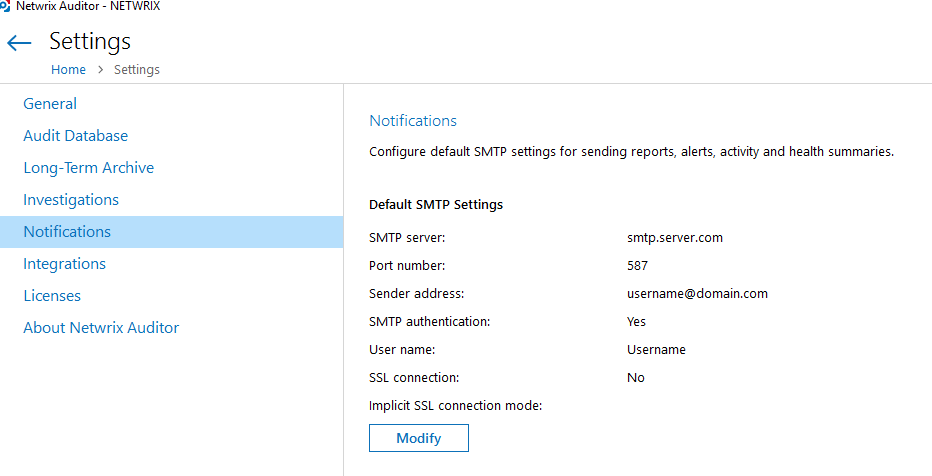 Netwrix Auditor - NETWRIX
Settings
Home > Settings
General
Audit Database
Long-Term Archive
Investigations
Notifications
Integrations
Licenses
About Netwrix Auditor
Notifications
Configure default SMTP settings for sending reports, alerts, activity and health summaries.
Default SMTP Settings
SMTP server: smtp.server.com
Port number: 587
Sender address: username@domain.com
SMTP authentication: Yes
User name: Username
SSL connection: No
Implicit SSL connection mode:
Modify